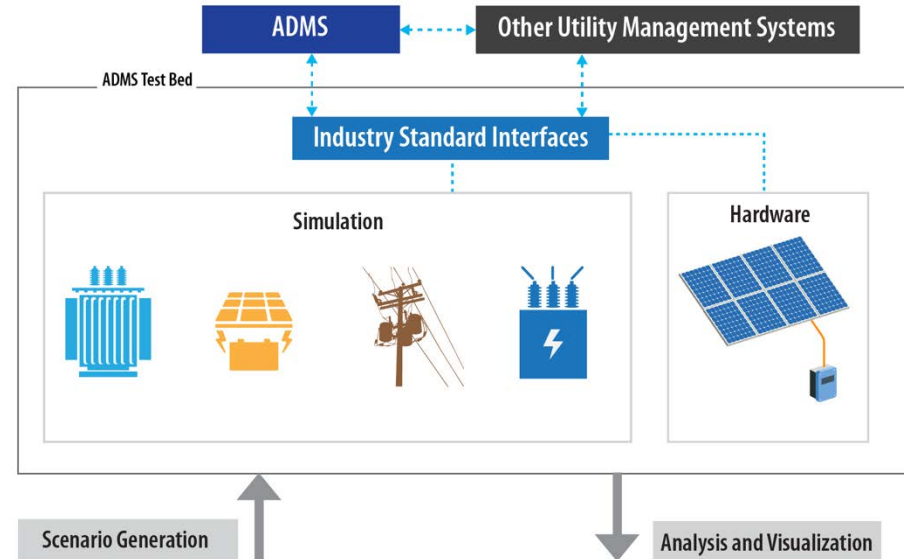 ADMS
Other Utility Management Systems
ADMS Test Bed
Industry Standard Interfaces
Simulation
Hardware
Scenario Generation
Analysis and Visualization